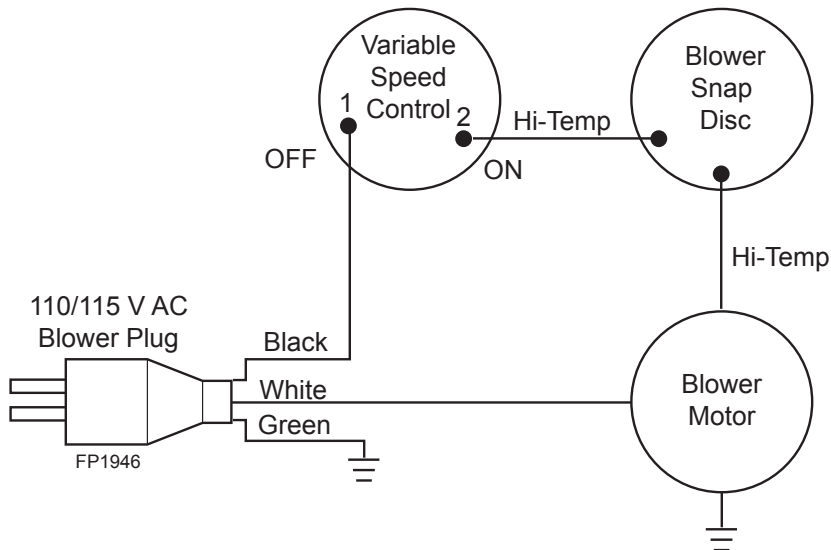 Variable
Speed
Control
1
2
OFF
ON
Hi-Temp
Blower
Snap
Disc
Hi-Temp
110/115 V AC
Blower Plug
Black
White
Green
FP1946
Blower
Motor